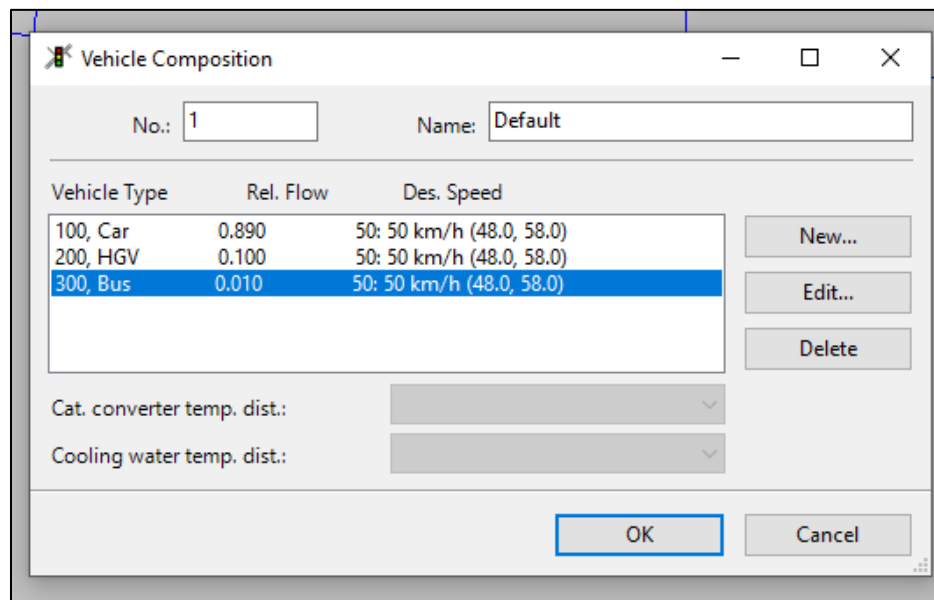 Vehicle Composition
No.: 1 Name: Default
Vehicle Type Rel. Flow Des. Speed
100, Car 0.890 50: 50 km/h (48.0, 58.0)
200, HGV 0.100 50: 50 km/h (48.0, 58.0)
300, Bus 0.010 50: 50 km/h (48.0, 58.0)
New...
Edit...
Delete
Cat. converter temp. dist.:
Cooling water temp. dist.:
OK Cancel